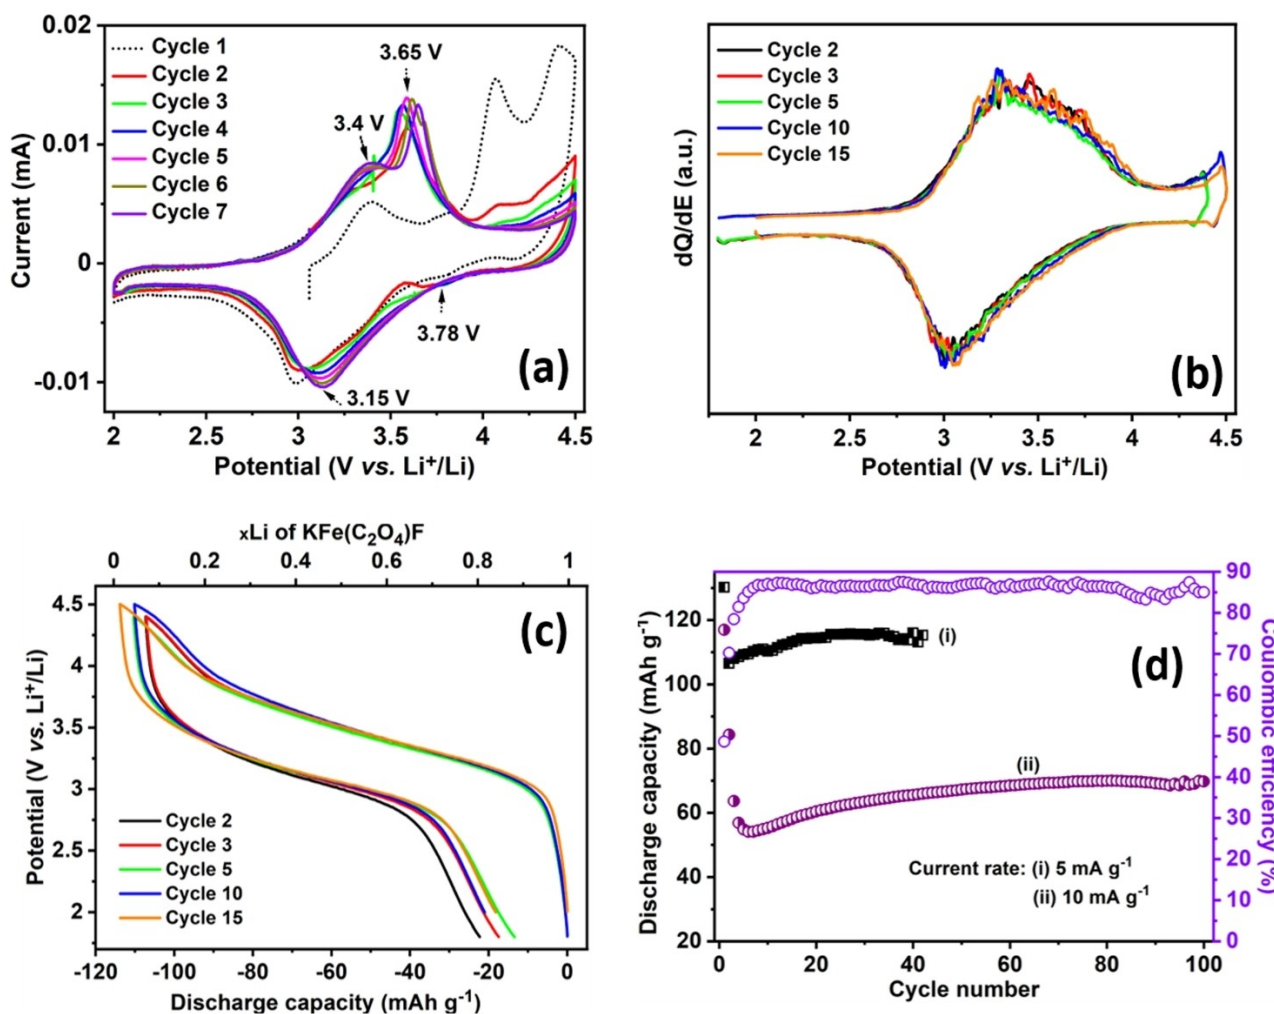 0.02
0.01
0
-0.01
Current (mA)
Cycle 1
Cycle 2
Cycle 3
Cycle 4
Cycle 5
Cycle 6
Cycle 7
3.65 V
3.4 V
3.78 V
3.15 V
(a)
2 2.5 3 3.5 4 4.5
Potential (V vs. Li⁺/Li)
dQ/dE (a.u.)
Cycle 2
Cycle 3
Cycle 5
Cycle 10
Cycle 15
(b)
2 2.5 3 3.5 4 4.5
Potential (V vs. Li⁺/Li)
xLi of KFe(C₂O₄)F
0 0.2 0.4 0.6 0.8 1
4.5
4
3.5
3
2.5
2
Potential (V vs. Li⁺/Li)
(c)
Cycle 2
Cycle 3
Cycle 5
Cycle 10
Cycle 15
-120 -100 -80 -60 -40 -20 0
Discharge capacity (mAh g⁻¹)
120
100
80
60
40
20
Discharge capacity (mAh g⁻¹)
(i)
(d)
(ii)
Current rate: (i) 5 mA g⁻¹
(ii) 10 mA g⁻¹
90
80
70
60
50
40
30
20
10
0
Coulombic efficiency (%)
0 20 40 60 80 100
Cycle number